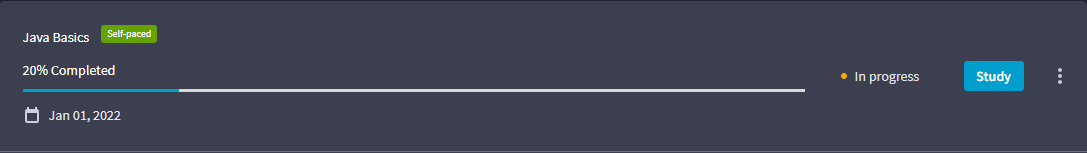 Java Basics Self-paced
20% Completed
In progress Study
Jan 01, 2022